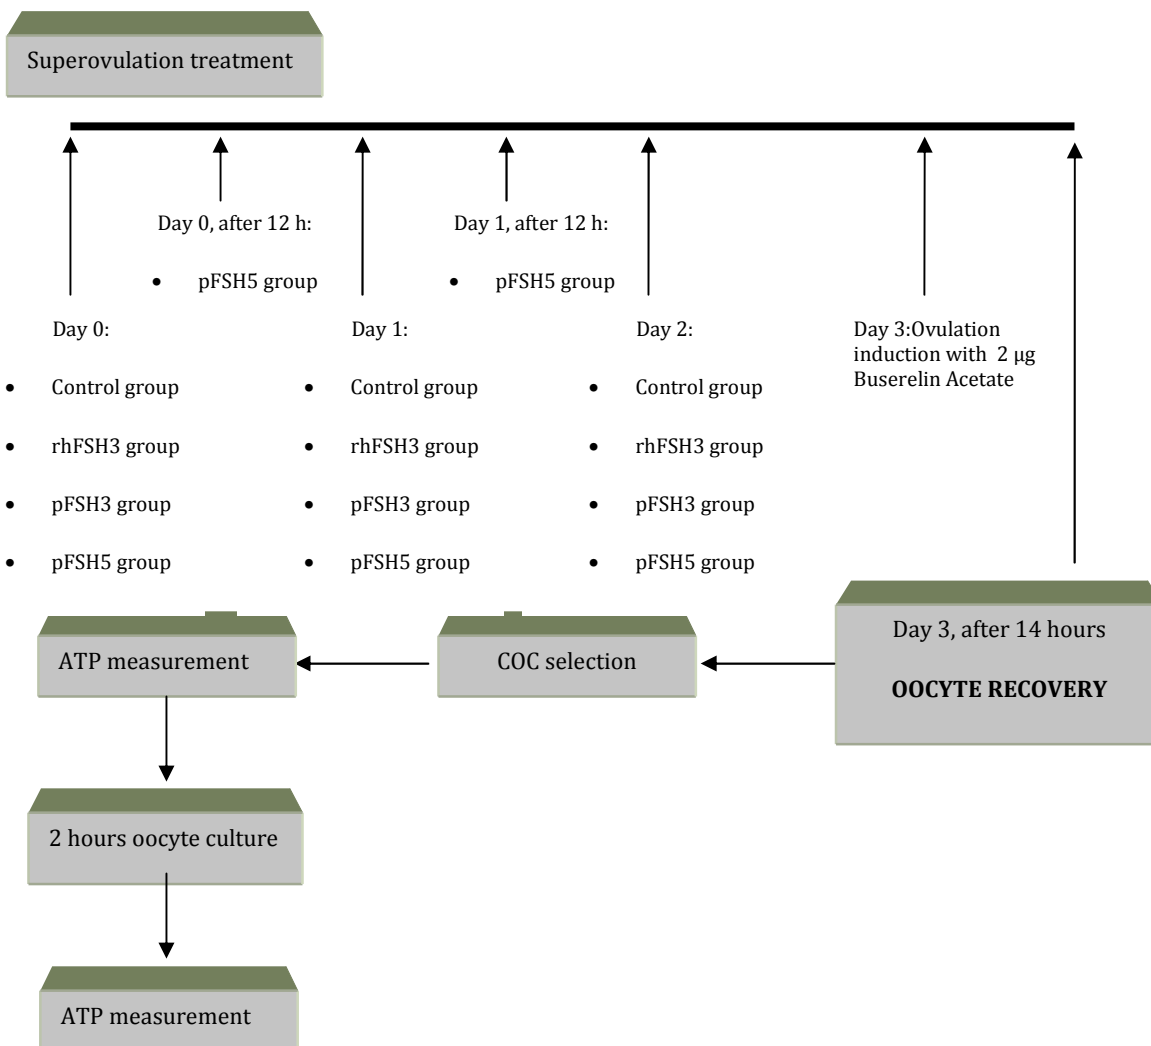 Superovulation treatment
Day 0, after 12 h:
• pFSH5 group
Day 1, after 12 h:
• pFSH5 group
Day 0:
• Control group
• rhFSH3 group
• pFSH3 group
• pFSH5 group
Day 1:
• Control group
• rhFSH3 group
• pFSH3 group
• pFSH5 group
Day 2:
• Control group
• rhFSH3 group
• pFSH3 group
• pFSH5 group
Day 3:Ovulation
induction with 2 µg
Buserelin Acetate
Day 3, after 14 hours
OOCYTE RECOVERY
COC selection
ATP measurement
2 hours oocyte culture
ATP measurement